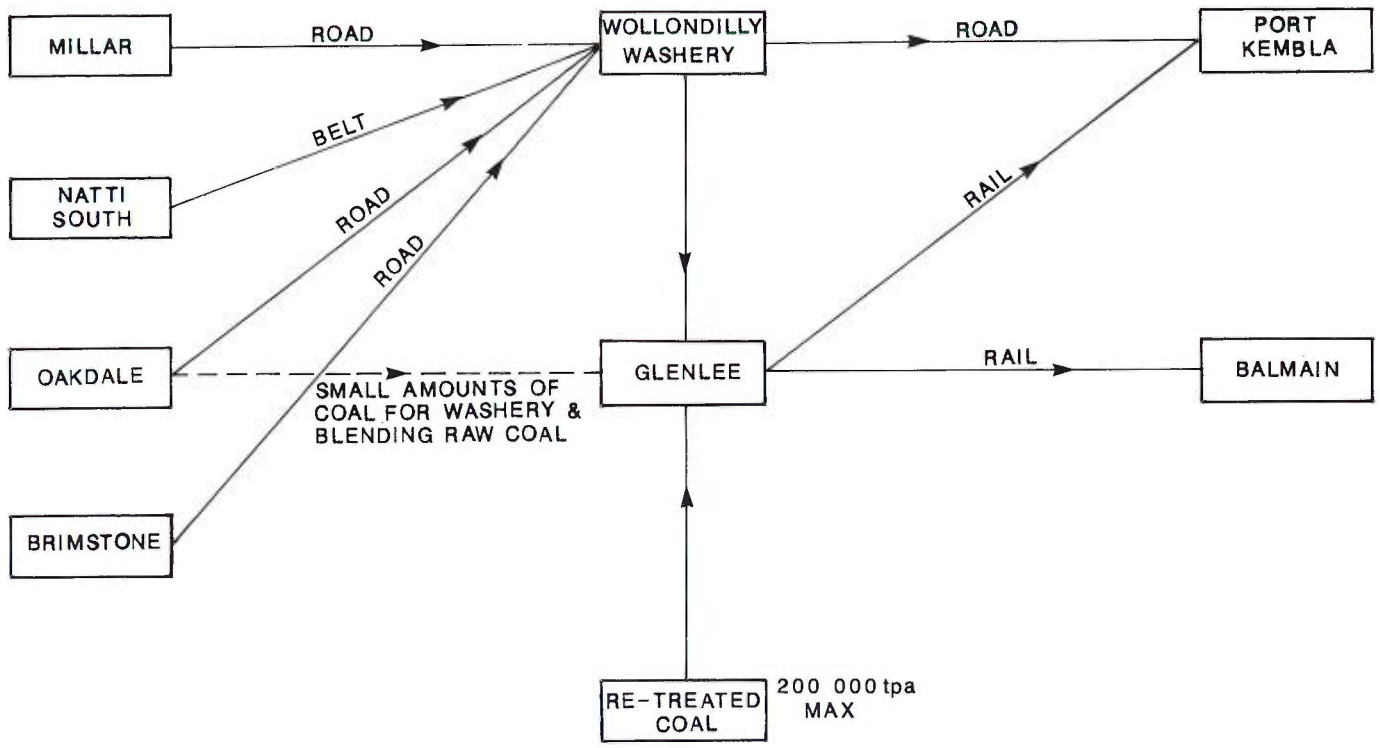 MILLAR
ROAD
WOLLONDILLY
WASHERY
ROAD
PORT
KEMBLA
BELT
NATTI
SOUTH
ROAD
ROAD
RAIL
OAKDALE
SMALL AMOUNTS OF
COAL FOR WASHERY &
BLENDING RAW COAL
GLENLEE
RAIL
BALMAIN
BRIMSTONE
RE-TREATED
COAL
200 000 tpa
MAX